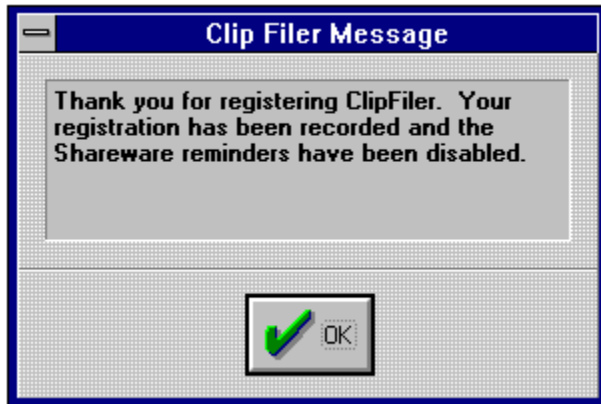 Clip Filer Message
Thank you for registering ClipFiler.  Your
registration has been recorded and the
Shareware reminders have been disabled.
OK